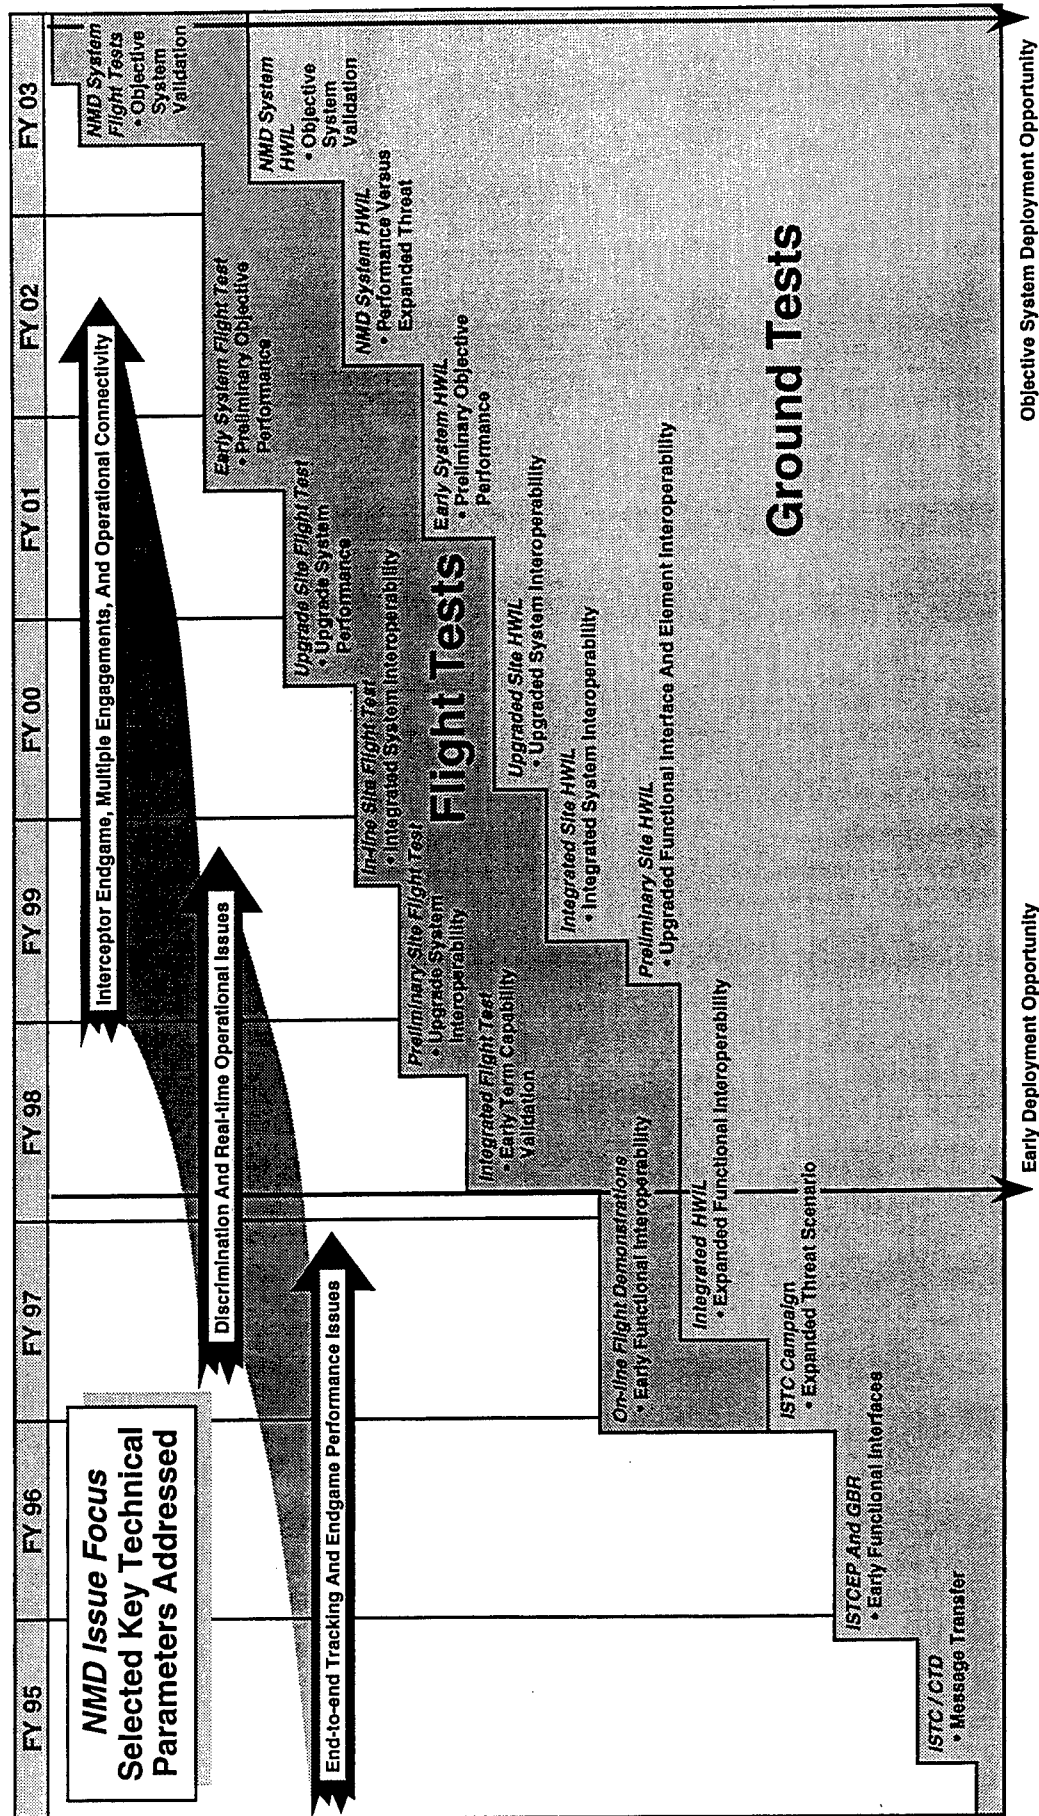 FY 95
FY 96
FY 97
FY 98
FY 99
FY 00
FY 01
FY 02
FY 03
NMD Issue Focus
Selected Key Technical
Parameters Addressed
Interceptor Endgame, Multiple Engagements, And Operational Connectivity
Discrimination And Real-time Operational Issues
End-to-end Tracking And Endgame Performance Issues
NMD System
Flight Tests
• Objective
System
Validation
Early System Flight Test
• Preliminary Objective
Performance
Upgrade Site Flight Test
• Upgrade System
Performance
In-line Site Flight Test
• Integrated System Interoperability
Preliminary Site Flight Test
• Upgrade System
Interoperability
Integrated Flight Test
• Early Term Capability
Validation
On-line Flight Demonstrations
• Early Functional Interoperability
Flight Tests
NMD System
HWIL
• Objective
System
Validation
NMD System HWIL
• Performance Versus
Expanded Threat
Early System HWIL
• Preliminary Objective
Performance
Upgraded Site HWIL
• Upgraded System Interoperability
Integrated Site HWIL
• Integrated System Interoperability
Preliminary Site HWIL
• Upgraded Functional Interface And Element Interoperability
Integrated HWIL
• Expanded Functional Interoperability
ISTC Campaign
• Expanded Threat Scenario
ISTCEP And GBR
• Early Functional Interfaces
ISTC / CTD
• Message Transfer
Ground Tests
Early Deployment Opportunity
Objective System Deployment Opportunity